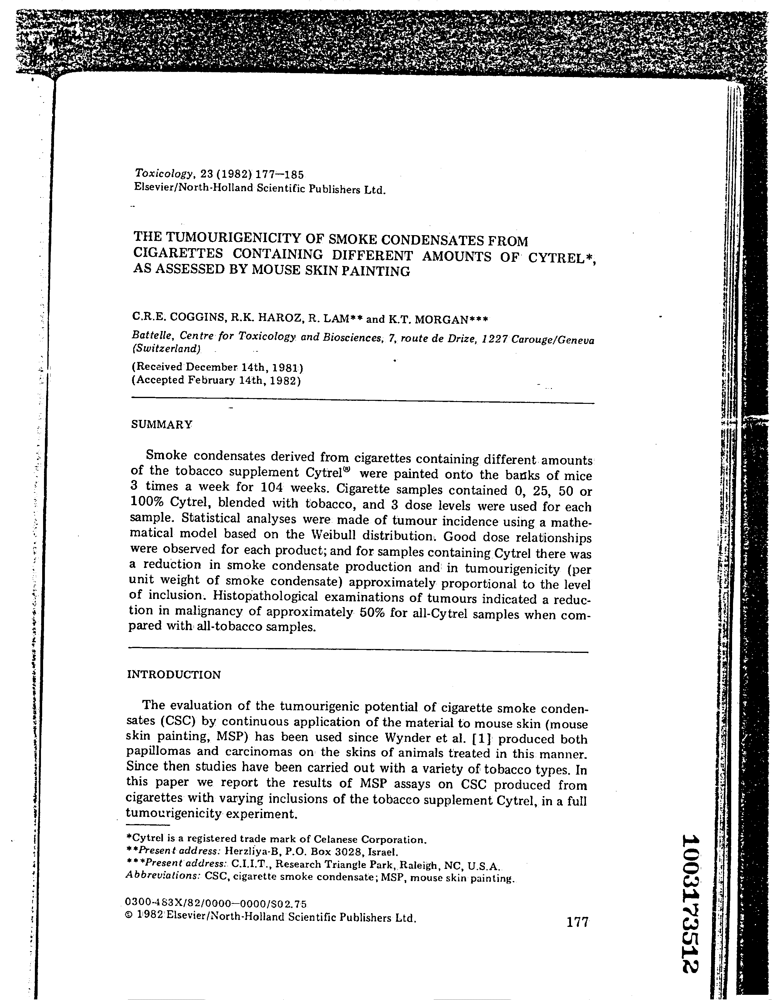 Toxicology, 23 (1982) 177—185
Elsevier/North-Holland Scientific Publishers Ltd.
THE TUMOURIGENICITY OF SMOKE CONDENSATES FROM
CIGARETTES CONTAINING DIFFERENT AMOUNTS OF CYTREL*,
AS ASSESSED BY MOUSE SKIN PAINTING
C.R.E. COGGINS, R.K. HAROZ, R. LAM** and K.T. MORGAN***
Battelle, Centre for Toxicology and Biosciences, 7, route de Drize, 1227 Carouge/Geneva
(Switzerland)
(Received December 14th, 1981)
(Accepted February 14th, 1982)
SUMMARY
Smoke condensates derived from cigarettes containing different amounts
of the tobacco supplement Cytrel® were painted onto the backs of mice
3 times a week for 104 weeks. Cigarette samples contained 0, 25, 50 or
100% Cytrel, blended with tobacco, and 3 dose levels were used for each
sample. Statistical analyses were made of tumour incidence using a mathe-
matical model based on the Weibull distribution. Good dose relationships
were observed for each product; and for samples containing Cytrel there was
a reduction in smoke condensate production and in tumourigenicity (per
unit weight of smoke condensate) approximately proportional to the level
of inclusion. Histopathological examinations of tumours indicated a reduc-
tion in malignancy of approximately 50% for all-Cytrel samples when com-
pared with all-tobacco samples.
INTRODUCTION
The evaluation of the tumourigenic potential of cigarette smoke conden-
sates (CSC) by continuous application of the material to mouse skin (mouse
skin painting, MSP) has been used since Wynder et al. [1] produced both
papillomas and carcinomas on the skins of animals treated in this manner.
Since then studies have been carried out with a variety of tobacco types. In
this paper we report the results of MSP assays on CSC produced from
cigarettes with varying inclusions of the tobacco supplement Cytrel, in a full
tumourigenicity experiment.
*Cytrel is a registered trade mark of Celanese Corporation.
**Present address: Herzliya-B, P.O. Box 3028, Israel.
***Present address: C.I.I.T., Research Triangle Park, Raleigh, NC, U.S.A.
Abbreviations: CSC, cigarette smoke condensate; MSP, mouse skin painting.
0300-483X/82/0000—0000/$02.75
© 1982 Elsevier/North-Holland Scientific Publishers Ltd.
177
1003173512